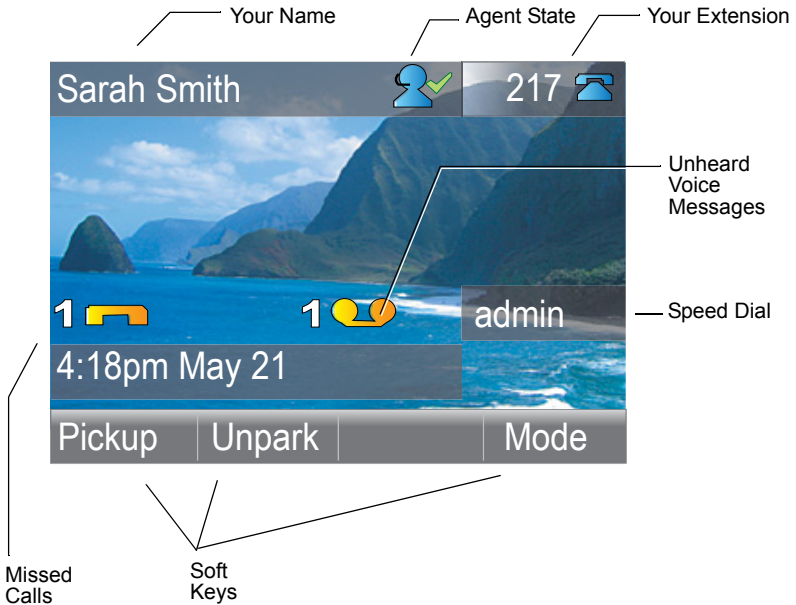 Your Name
Agent State
Your Extension
Sarah Smith
217
Unheard
Voice
Messages
1
1
admin
Speed Dial
4:18pm May 21
Pickup
Unpark
Mode
Missed
Calls
Soft
Keys